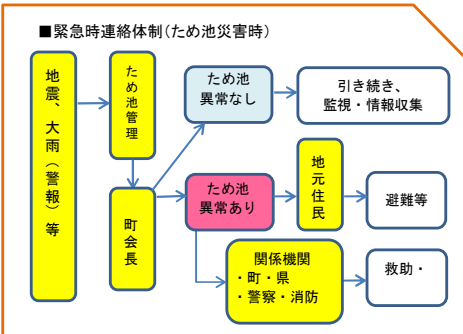 ■緊急時連絡体制(ため池災害時)
地震、大雨(警報)等
ため池管理
町会長
ため池
異常なし
引き続き、
監視・情報収集
ため池
異常あり
地元住民
避難等
関係機関
・町・県
・警察・消防
救助・